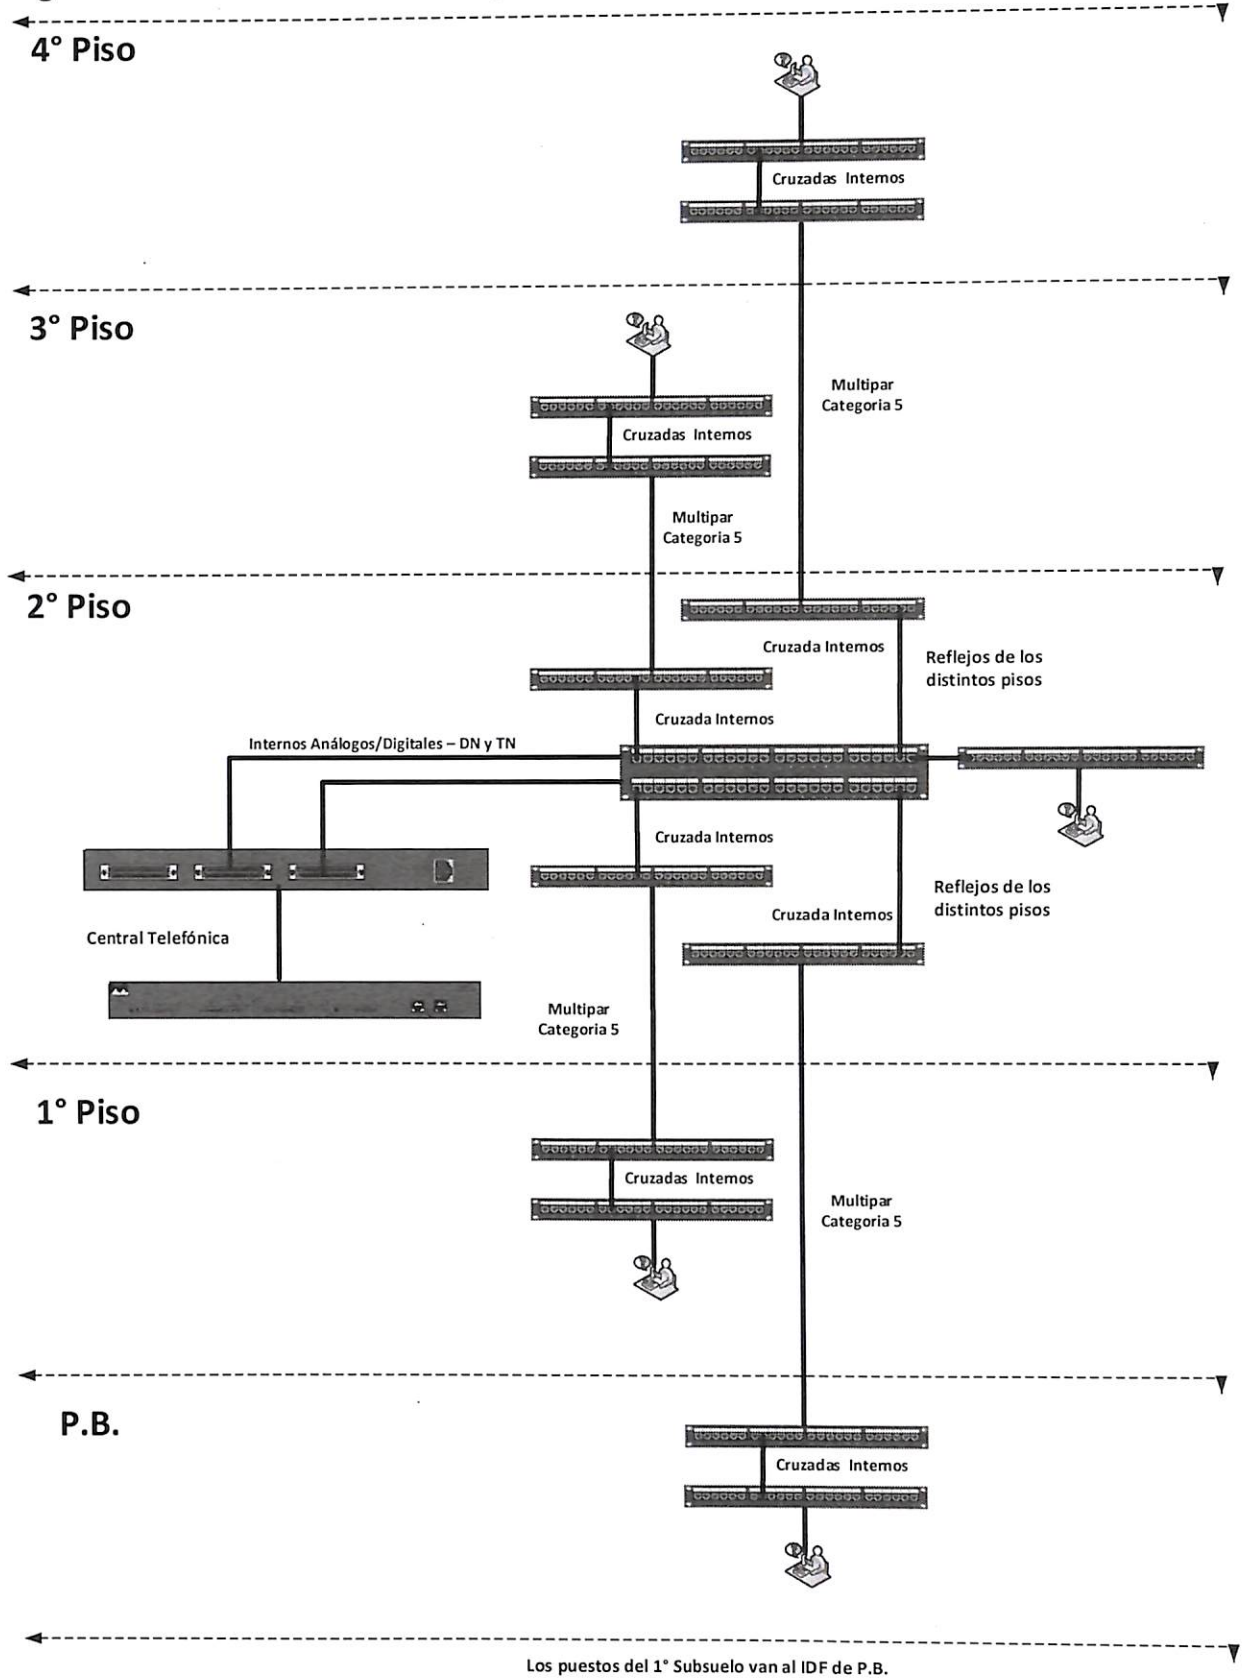 4° Piso
Cruzadas Internos
3° Piso
Multipar
Categoria 5
Cruzadas Internos
Multipar
Categoria 5
2° Piso
Cruzada Internos
Reflejos de los
distintos pisos
Cruzada Internos
Internos Análogos/Digitales – DN y TN
Cruzada Internos
Reflejos de los
distintos pisos
Cruzada Internos
Central Telefónica
Multipar
Categoria 5
1° Piso
Cruzadas Internos
Multipar
Categoria 5
P.B.
Cruzadas Internos
Los puestos del 1° Subsuelo van al IDF de P.B.